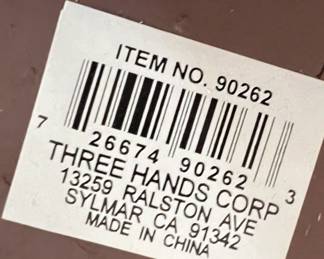 ITEM NO. 90262
7 26674 90262 3
THREE HANDS CORP
13259 RALSTON AVE
SYLMAR CA 91342
MADE IN CHINA